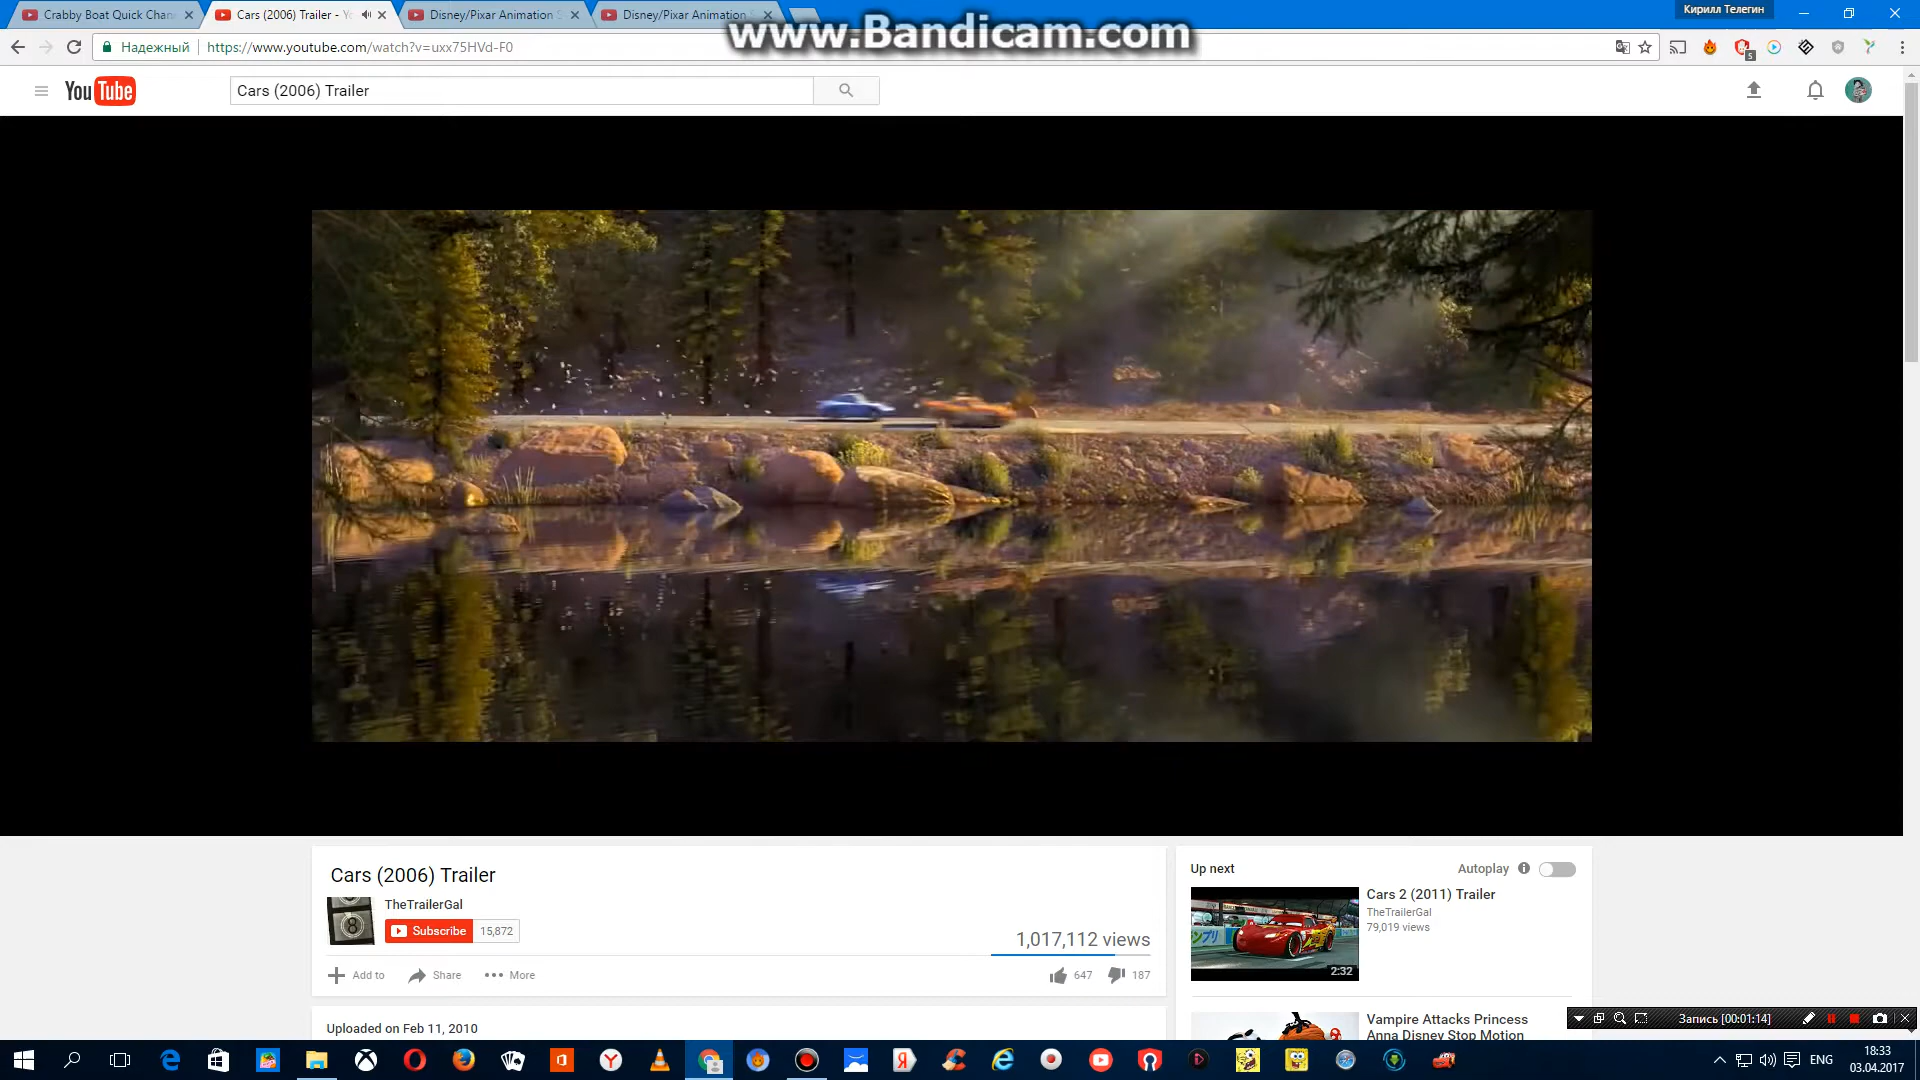 Crabby Boat Quick Chan
Cars (2006) Trailer - Y
Disney/Pixar Animation
Disney/Pixar Animation
www.Bandicam.com
Кирилл Телегин
Надежный
https://www.youtube.com/watch?v=uxx75HVd-F0
5
YouTube
Cars (2006) Trailer
Cars (2006) Trailer
TheTrailerGal
Subscribe
15,872
1,017,112 views
Add to
Share
More
647
187
Uploaded on Feb 11, 2010
Up next
Autoplay
Cars 2 (2011) Trailer
TheTrailerGal
79,019 views
2:32
Vampire Attacks Princess
Anna Disney Stop Motion
Запись [00:01:14]
ENG
18:33
03.04.2017